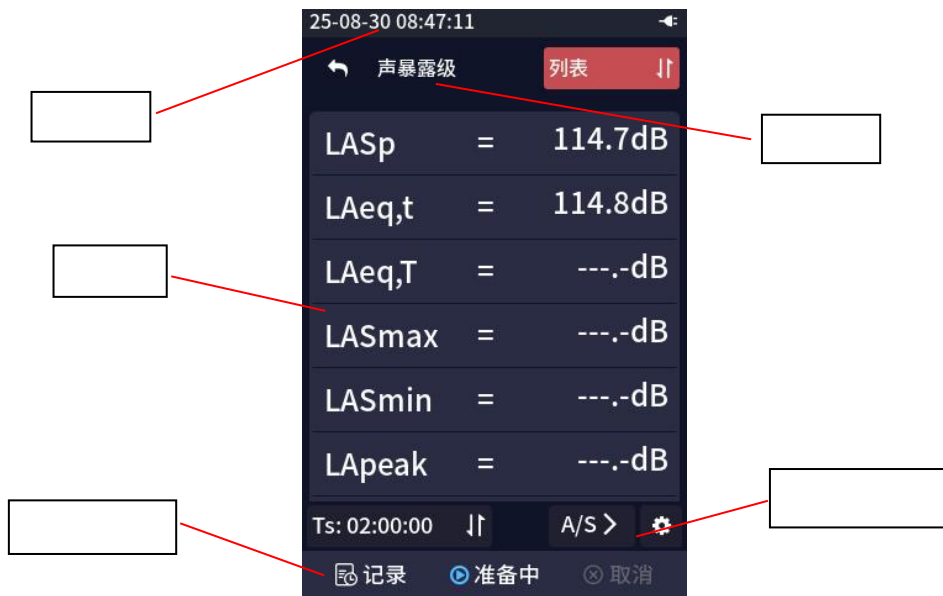 25-08-30 08:47:11
声暴露级 列表
LASp = 114.7dB
LAeq,t = 114.8dB
LAeq,T = ---.-dB
LASmax = ---.-dB
LASmin = ---.-dB
LApeak = ---.-dB
Ts: 02:00:00 A/S >
记录 准备中 取消